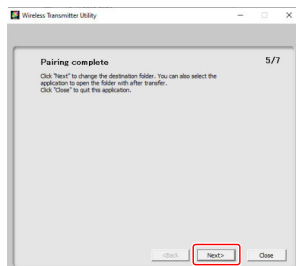 Wireless Transmitter Utility
Pairing complete 5/7
Click "Next" to change the destination folder. You can also select the
application to open the folder with after transfer.
Click "Close" to quit this application.
<Back Next> Close